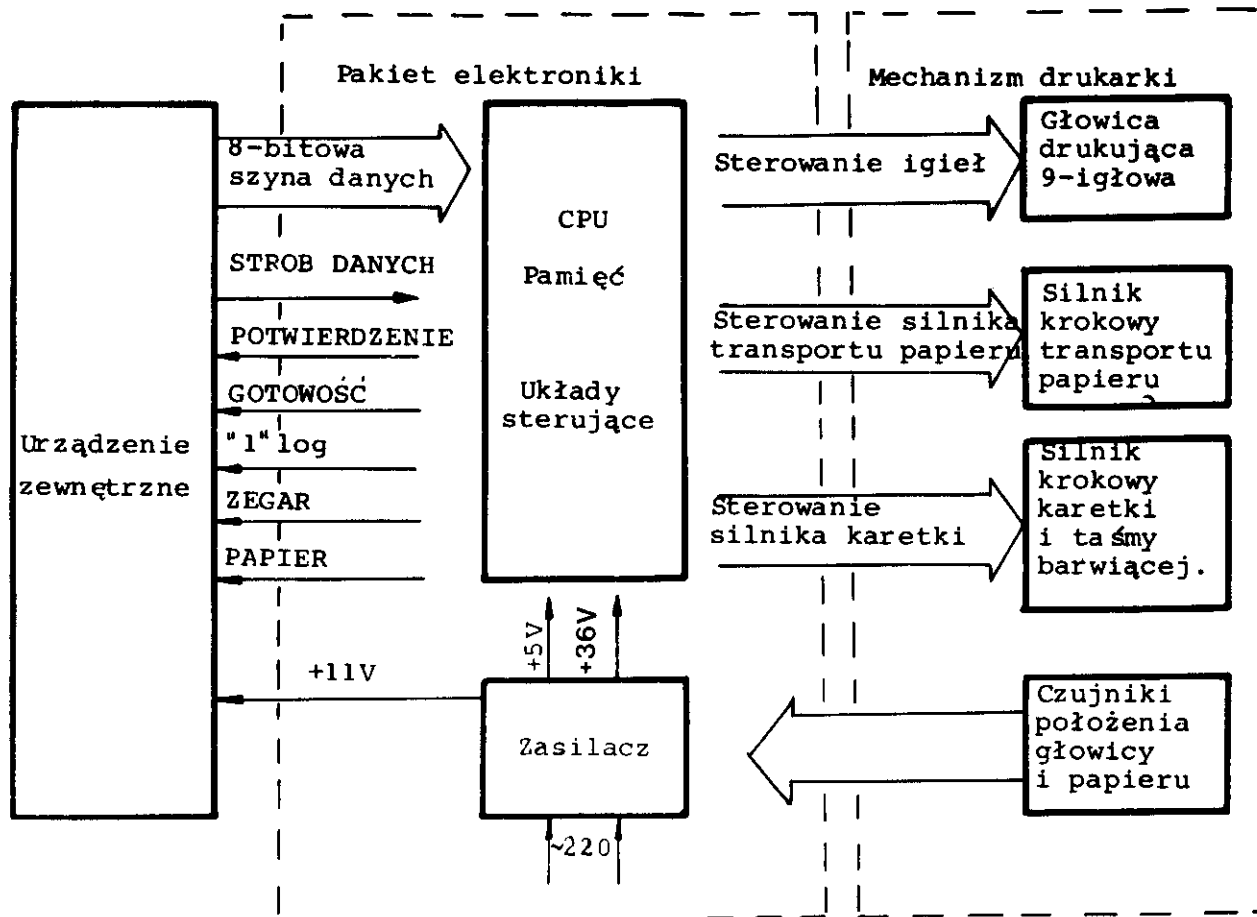 Pakiet elektroniki
Mechanizm drukarki
8-bitowa
szyna danych
STROB DANYCH
POTWIERDZENIE
GOTOWOŚĆ
"1" log
ZEGAR
PAPIER
+11V
Urządzenie
zewnętrzne
CPU
Pamięć
Układy
sterujące
+5V
+36V
Zasilacz
~220
Sterowanie igieł
Sterowanie silnika
transportu papieru
Sterowanie
silnika karetki
Głowica
drukująca
9-igłowa
Silnik
krokowy
transportu
papieru
Silnik
krokowy
karetki
i taśmy
barwiącej.
Czujniki
położenia
głowicy
i papieru